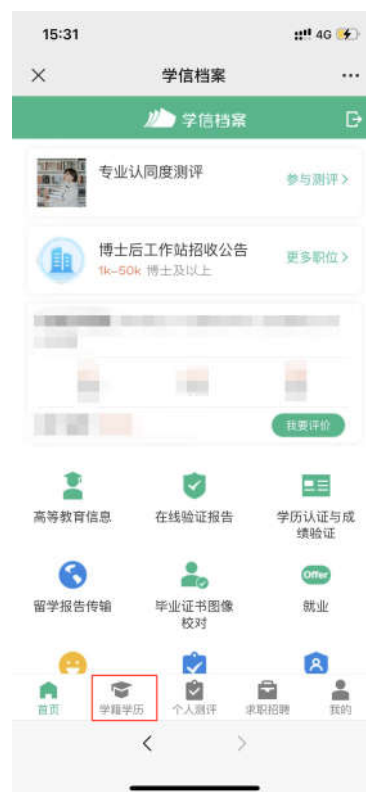 15:31
4G
学信档案
学信档案
专业认同度测评
参与测评 >
博士后工作站招收公告
更多职位 >
1k-50k 博士及以上
我要评价
高等教育信息
在线验证报告
学历认证与成
绩验证
Offer
留学报告传输
毕业证书图像
校对
就业
首页
学籍学历
个人测评
求职招聘
我的